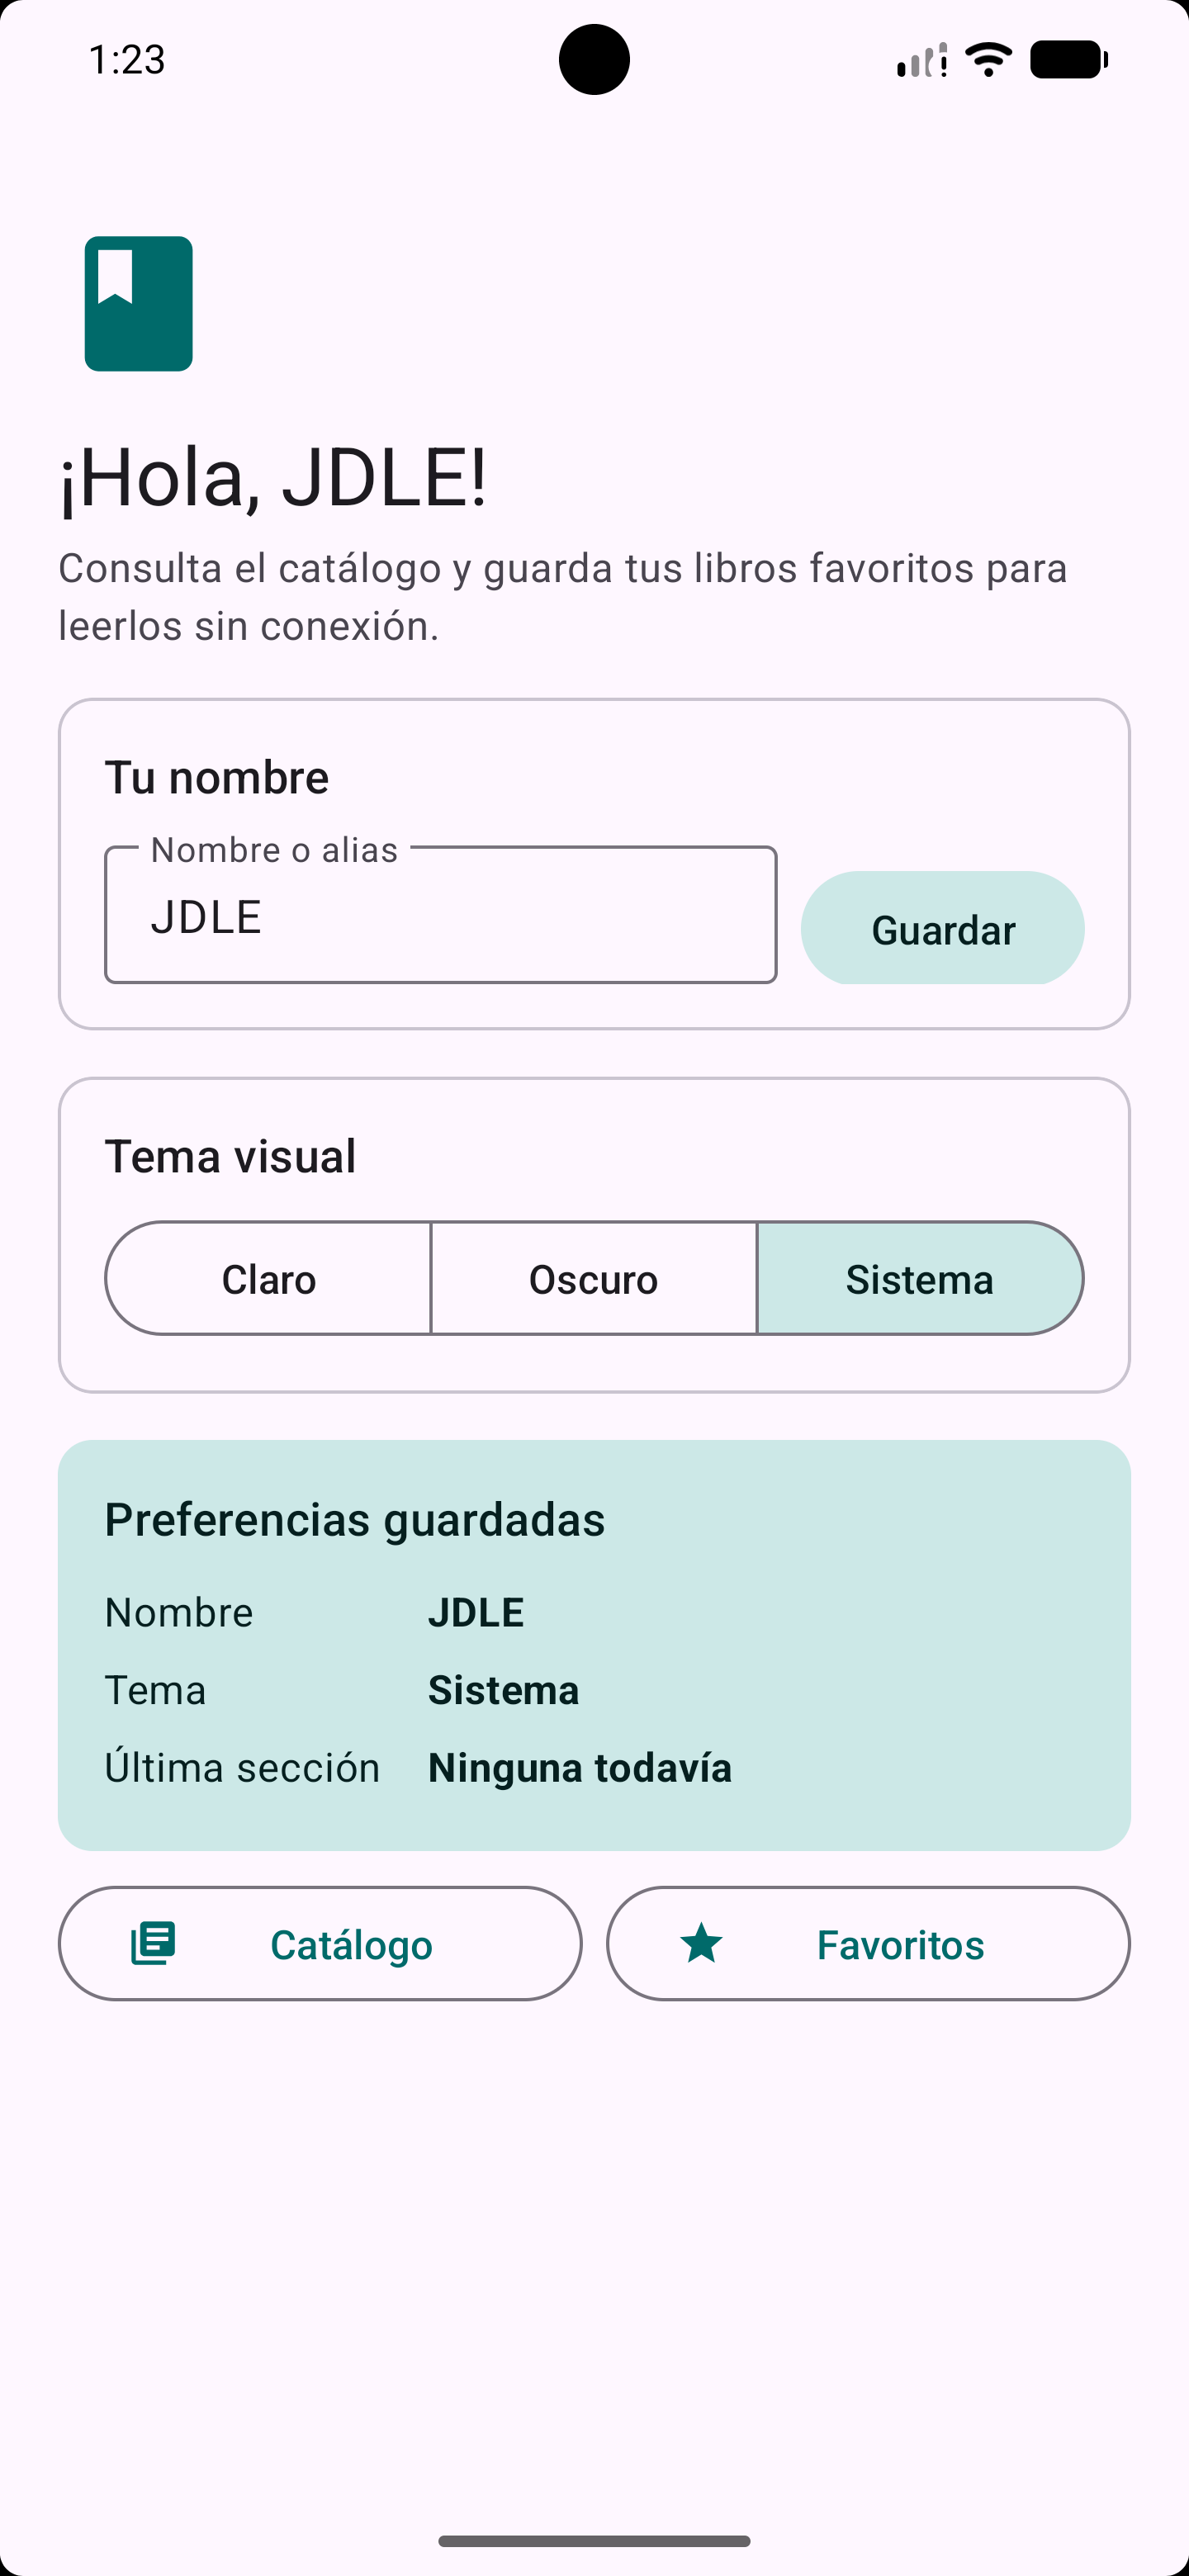 1:23
¡Hola, JDLE!
Consulta el catálogo y guarda tus libros favoritos para
leerlos sin conexión.
Tu nombre
Nombre o alias
JDLE
Guardar
Tema visual
Claro
Oscuro
Sistema
Preferencias guardadas
Nombre JDLE
Tema Sistema
Última sección Ninguna todavía
Catálogo
Favoritos